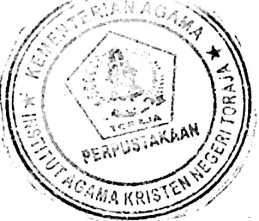 KEMENTERIAN AGAMA
TORAJA
PERPUSTAKAAN
INSTITUT AGAMA KRISTEN NEGERI TORAJA